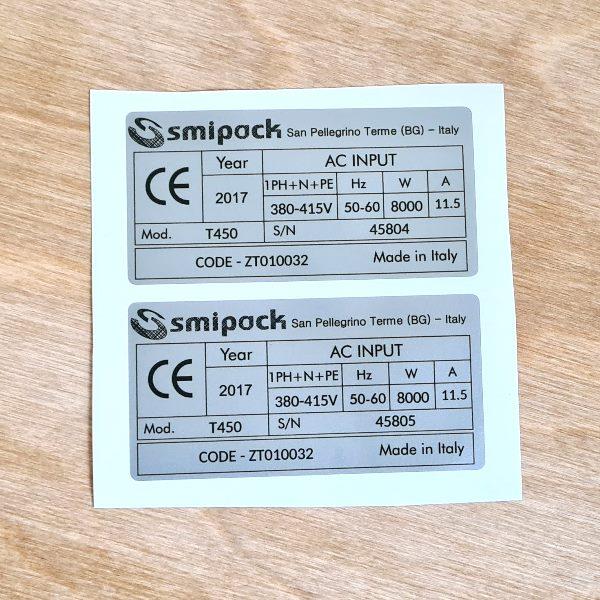 smipack San Pellegrino Terme (BG) - Italy
CE Year AC INPUT
2017 1PH+N+PE Hz W A
380-415V 50-60 8000 11.5
Mod. T450 S/N 45804
CODE - ZT010032 Made in Italy
smipack San Pellegrino Terme (BG) - Italy
CE Year AC INPUT
2017 1PH+N+PE Hz W A
380-415V 50-60 8000 11.5
Mod. T450 S/N 45805
CODE - ZT010032 Made in Italy